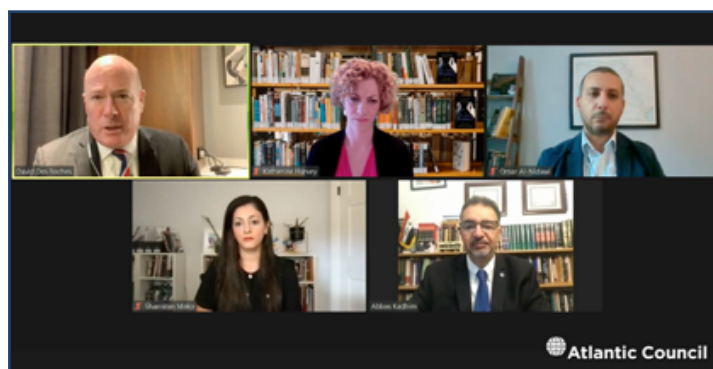 David Des Roches
Katherine Harvey
Omar Al-Nidawi
Abbas Kadhim
Atlantic Council